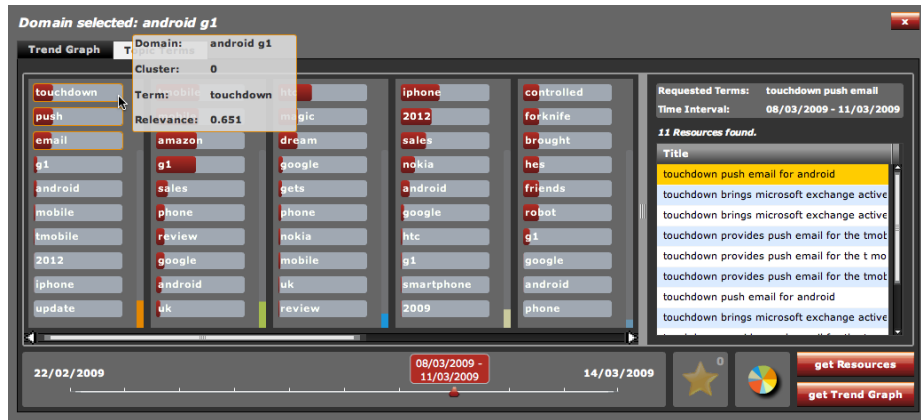 Domain selected: android g1
x
Trend Graph
Topic Terms
Domain: android g1
Cluster: 0
Term: touchdown
Relevance: 0.651
touchdown
push
email
g1
android
mobile
tmobile
2012
iphone
update
tmobile
amazon
g1
sales
phone
review
google
android
uk
htc
magic
dream
google
gets
phone
nokia
mobile
uk
review
iphone
2012
sales
nokia
android
google
htc
g1
smartphone
2009
controlled
forknife
brought
hes
friends
robot
g1
google
android
phone
Requested Terms: touchdown push email
Time Interval: 08/03/2009 - 11/03/2009
11 Resources found.
Title
touchdown push email for android
touchdown brings microsoft exchange active
touchdown brings microsoft exchange active
touchdown provides push email for the tmot
touchdown provides push email for the t mo
touchdown provides push email for the tmot
touchdown push email for android
touchdown brings microsoft exchange active
22/02/2009
08/03/2009 -
11/03/2009
14/03/2009
0
get Resources
get Trend Graph